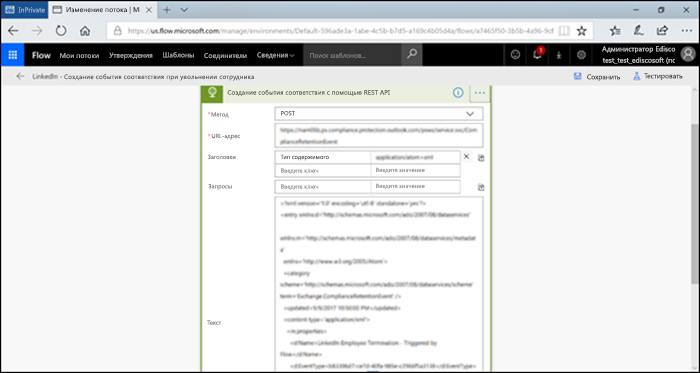 InPrivate
Изменение потока | M
https://us.flow.microsoft.com/manage/environments/Default-596ade3a-1abe-4c5b-b7d5-a169c4b05d4a/flows/a7465f50-3b5b-4a96-9cf
Flow Мои потоки Утверждения Шаблоны Соединители Сведения Поиск шаблонов
1
Администратор Edisco
test_test_ediscosoft (пс
LinkedIn - Создание события соответствия при увольнении сотрудника Сохранить Тестировать
Создание события соответствия с помощью REST API
* Метод POST
* URL-адрес https://nam08b.ps.compliance.protection.outlook.com/psws/service.svc/Com
plianceRetentionEvent
Заголовки Тип содержимого application/atom+xml
Введите ключ Введите значение
Запросы Введите ключ Введите значение
<?xml version='1.0' encoding='utf-8' standalone='yes'?>
<entry xmlns:d='http://schemas.microsoft.com/ado/2007/08/dataservices'
xmlns:m='http://schemas.microsoft.com/ado/2007/08/dataservices/metadat
a'
xmlns='http://www.w3.org/2005/Atom'>
<category
scheme='http://schemas.microsoft.com/ado/2007/08/dataservices/scheme'
term='Exchange.ComplianceRetentionEvent' />
<updated>9/9/2017 10:50:00 PM</updated>
<content type='application/xml'>
<m:properties>
Текст
<d:Name>LinkedIn Employee Termination - Triggered by
Flow</d:Name>